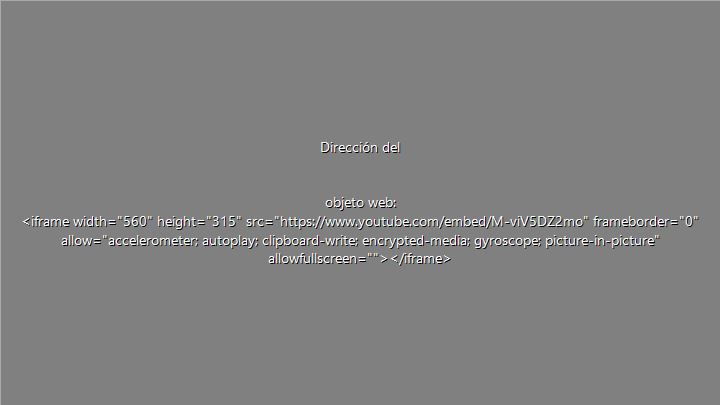 Dirección del
objeto web:
<iframe width="560" height="315" src="https://www.youtube.com/embed/M-viV5DZ2mo" frameborder="0"
allow="accelerometer; autoplay; clipboard-write; encrypted-media; gyroscope; picture-in-picture"
allowfullscreen=""></iframe>